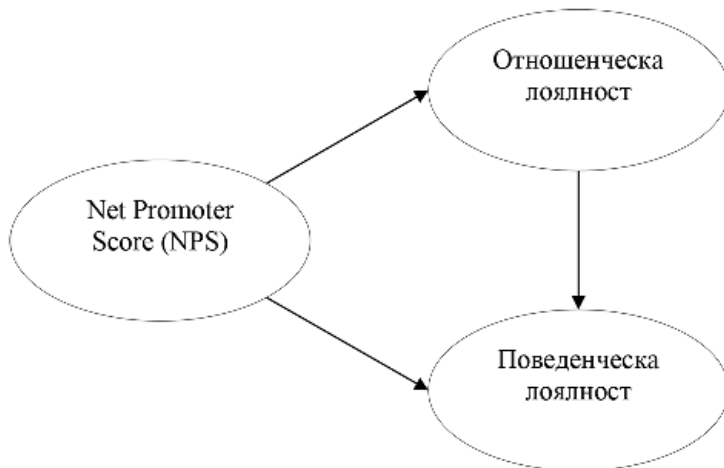 Отношенческа
лоялност
Net Promoter
Score (NPS)
Поведенческа
лоялност